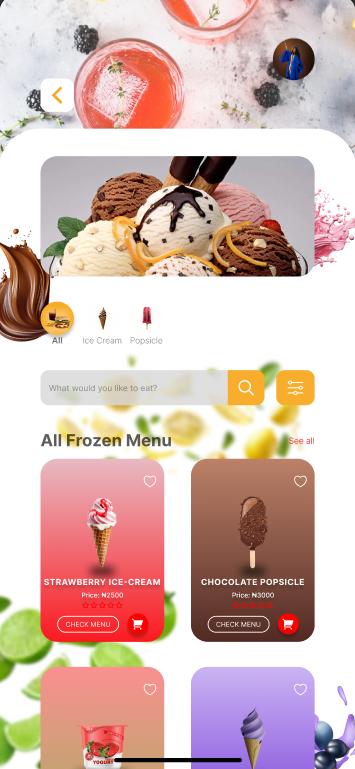 All
Ice Cream
Popsicle
What would you like to eat?
All Frozen Menu
See all
STRAWBERRY ICE-CREAM
Price: ₦2500
CHECK MENU
CHOCOLATE POPSICLE
Price: ₦3000
CHECK MENU
YOGURT